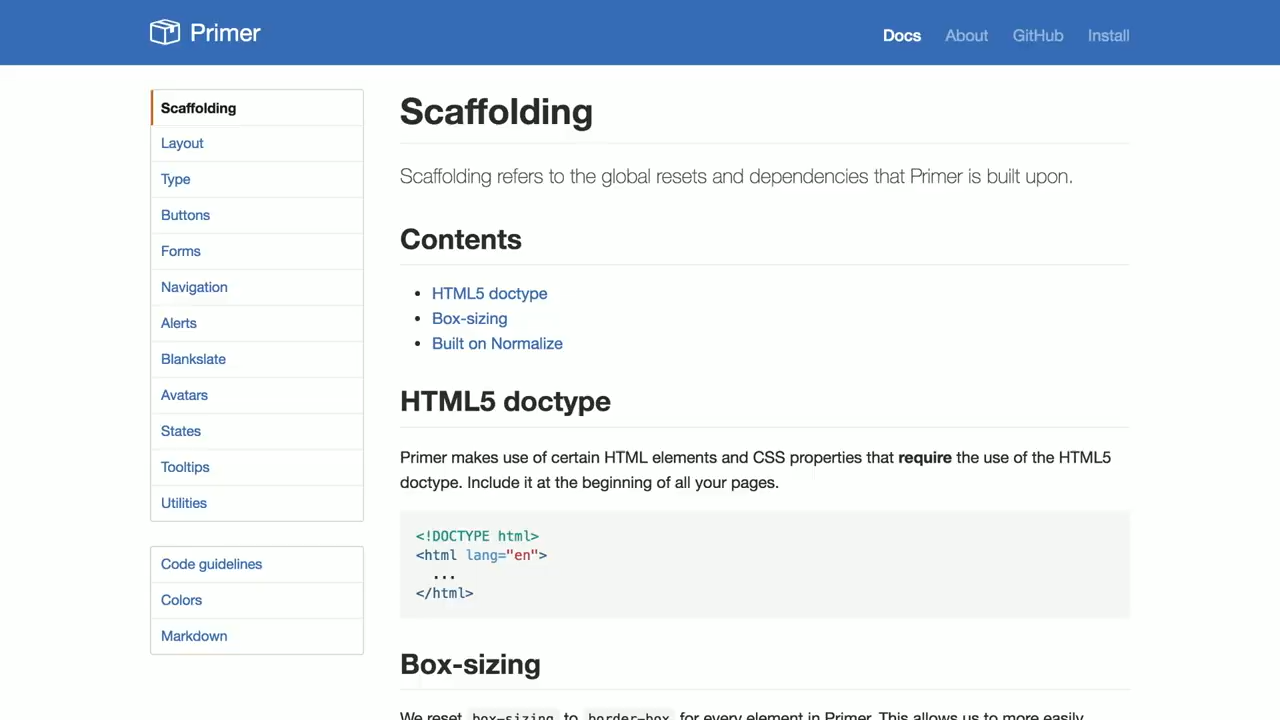 Primer
Docs
About
GitHub
Install
Scaffolding
Layout
Type
Buttons
Forms
Navigation
Alerts
Blankslate
Avatars
States
Tooltips
Utilities
Code guidelines
Colors
Markdown
Scaffolding
Scaffolding refers to the global resets and dependencies that Primer is built upon.
Contents
• HTML5 doctype
• Box-sizing
• Built on Normalize
HTML5 doctype
Primer makes use of certain HTML elements and CSS properties that require the use of the HTML5
doctype. Include it at the beginning of all your pages.
<!DOCTYPE html>
<html lang="en">
...
</html>
Box-sizing
We reset box-sizing to border-box for every element in Primer. This allows us to more easily